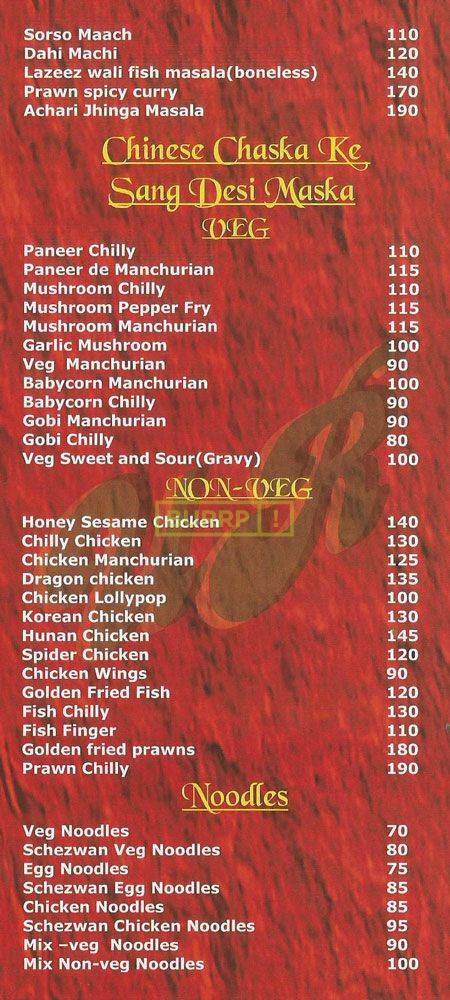 Sorso Maach 110
Dahi Machi 120
Lazeez wali fish masala(boneless) 140
Prawn spicy curry 170
Achari Jhinga Masala 190
Chinese Chaska Ke
Sang Desi Maska
VEG
Paneer Chilly 110
Paneer de Manchurian 115
Mushroom Chilly 110
Mushroom Pepper Fry 115
Mushroom Manchurian 115
Garlic Mushroom 100
Veg Manchurian 90
Babycorn Manchurian 100
Babycorn Chilly 90
Gobi Manchurian 90
Gobi Chilly 80
Veg Sweet and Sour(Gravy) 100
NON-VEG
Honey Sesame Chicken 140
BURRP!
Chilly Chicken 130
Chicken Manchurian 125
Dragon chicken 135
Chicken Lollypop 100
Korean Chicken 130
Hunan Chicken 145
Spider Chicken 120
Chicken Wings 90
Golden Fried Fish 120
Fish Chilly 130
Fish Finger 110
Golden fried prawns 180
Prawn Chilly 190
Noodles
Veg Noodles 70
Schezwan Veg Noodles 80
Egg Noodles 75
Schezwan Egg Noodles 85
Chicken Noodles 85
Schezwan Chicken Noodles 95
Mix –veg Noodles 90
Mix Non-veg Noodles 100